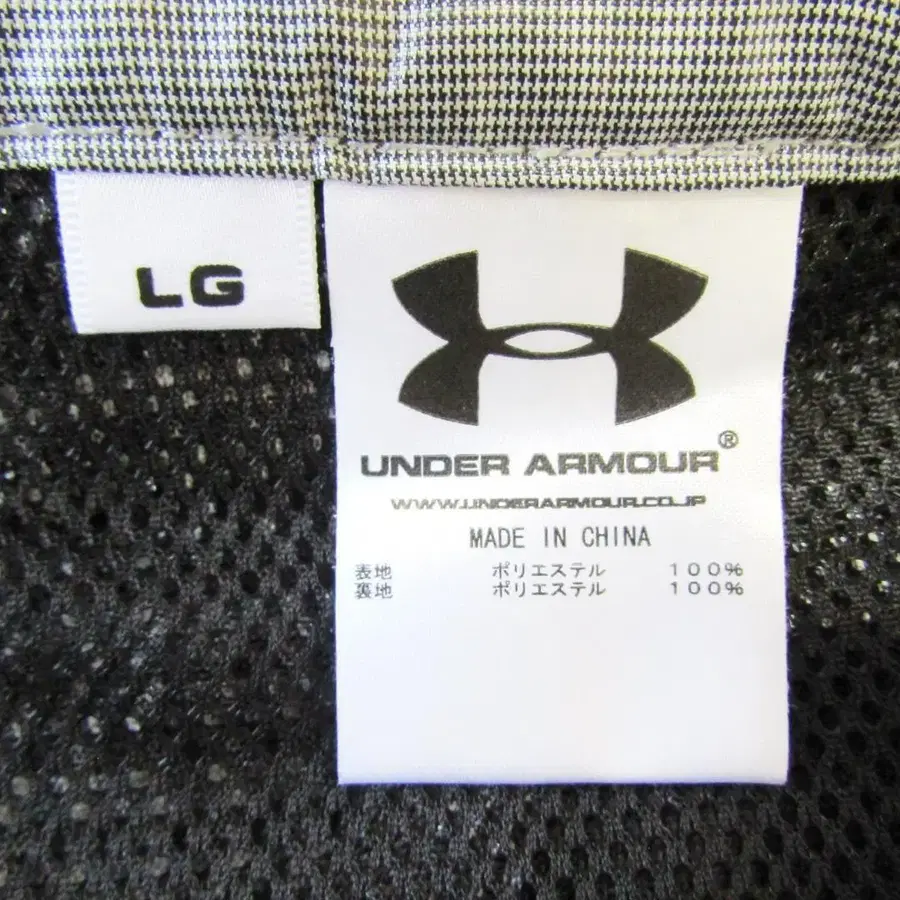 LG
UNDER ARMOUR®
WWW.UNDERARMOUR.CO.JP
MADE IN CHINA
表地 ポリエステル 100%
裏地 ポリエステル 100%